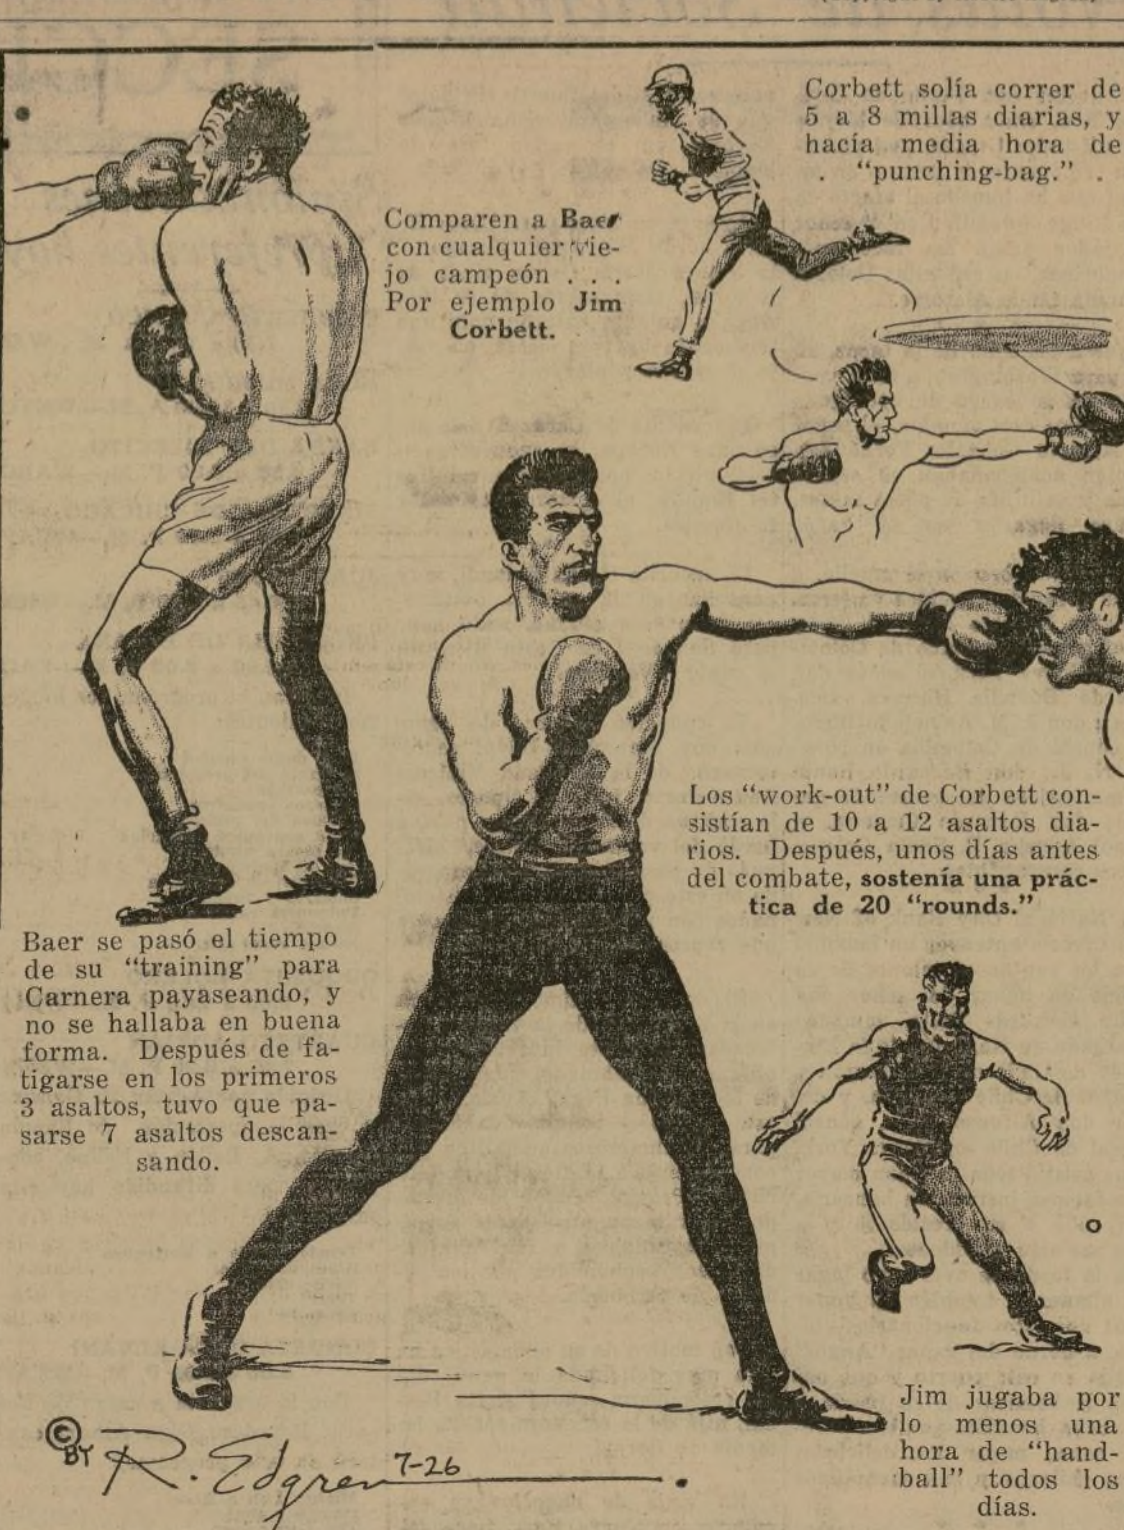 Corbett solía correr de
5 a 8 millas diarias, y
hacía media hora de
. "punching-bag." .
Comparen a Baer
con cualquier vie-
jo campeón . . .
Por ejemplo Jim
Corbett.
Los "work-out" de Corbett con-
sistían de 10 a 12 asaltos dia-
rios. Después, unos días antes
del combate, sostenía una prác-
tica de 20 "rounds."
Baer se pasó el tiempo
de su "training" para
Carnera payaseando, y
no se hallaba en buena
forma. Después de fa-
tigarse en los primeros
3 asaltos, tuvo que pa-
sarse 7 asaltos descan-
sando.
Jim jugaba por
lo menos una
hora de "hand-
ball" todos los
días.
© BY R. Edgren 7-26